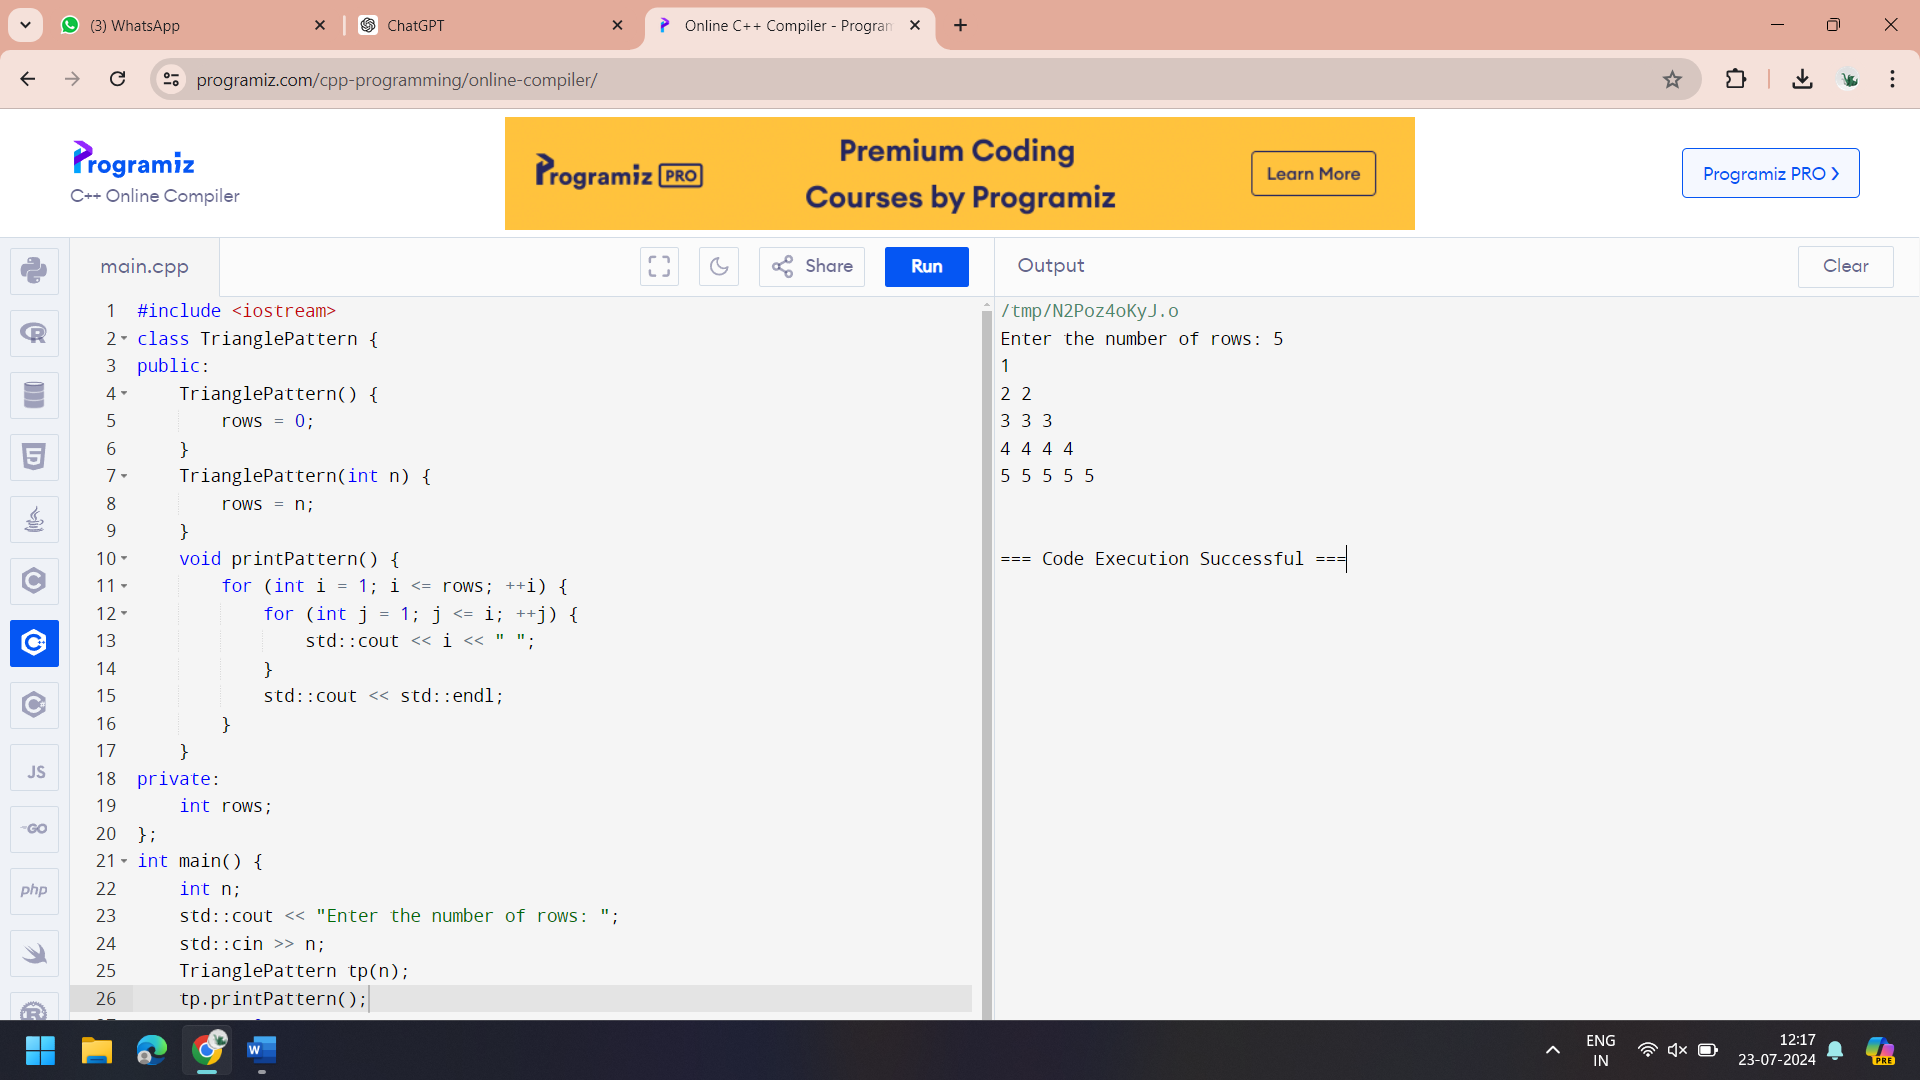 (3) WhatsApp
ChatGPT
Online C++ Compiler - Program
programiz.com/cpp-programming/online-compiler/
Programiz
C++ Online Compiler
Programiz PRO
Premium Coding
Courses by Programiz
Learn More
Programiz PRO
main.cpp
Share
Run
Output
Clear
1 #include <iostream>
2 class TrianglePattern {
3 public:
4     TrianglePattern() {
5         rows = 0;
6     }
7     TrianglePattern(int n) {
8         rows = n;
9     }
10     void printPattern() {
11         for (int i = 1; i <= rows; ++i) {
12             for (int j = 1; j <= i; ++j) {
13                 std::cout << i << " ";
14             }
15             std::cout << std::endl;
16         }
17     }
18 private:
19     int rows;
20 };
21 int main() {
22     int n;
23     std::cout << "Enter the number of rows: ";
24     std::cin >> n;
25     TrianglePattern tp(n);
26     tp.printPattern();
/tmp/N2Poz4oKyJ.o
Enter the number of rows: 5
1
2 2
3 3 3
4 4 4 4
5 5 5 5 5
=== Code Execution Successful ===
JS
GO
php
W
ENG
IN
12:17
23-07-2024
PRE